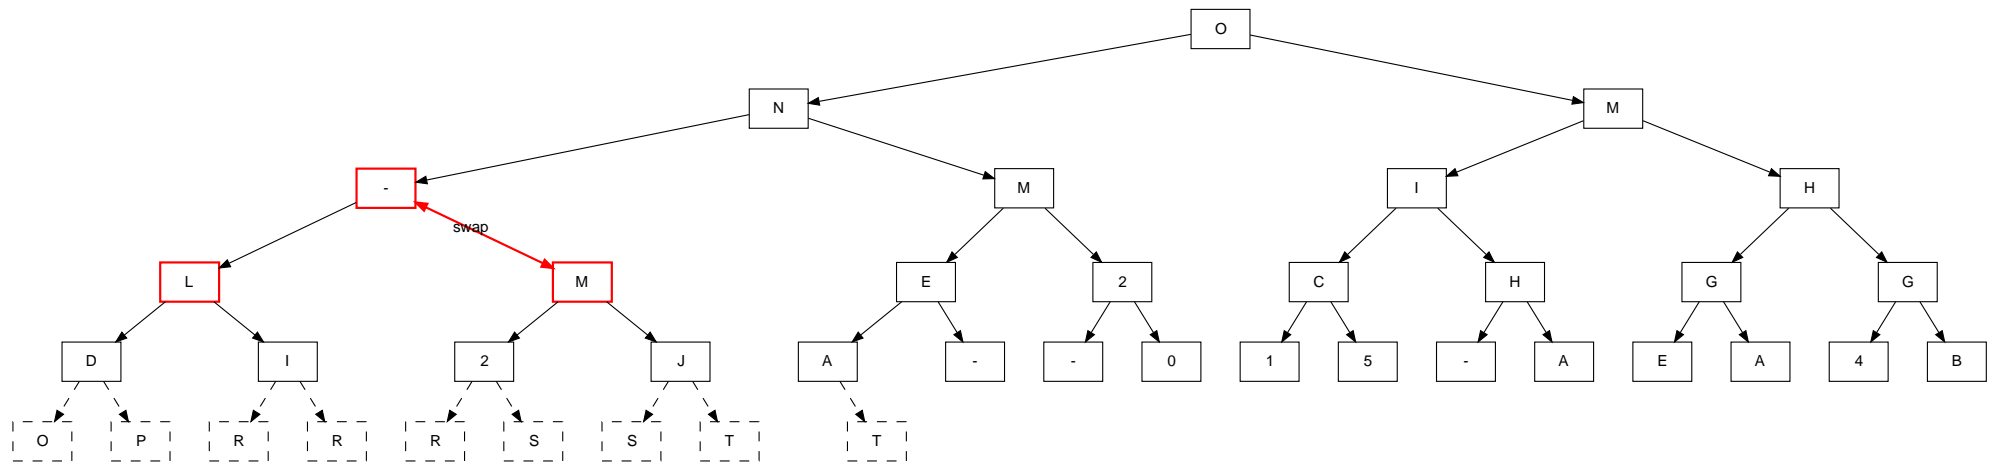 O
N M
- M I H
swap
L M E 2 C H G G
D I 2 J A - - 0 1 5 - A E A 4 B
O P R R R S S T T